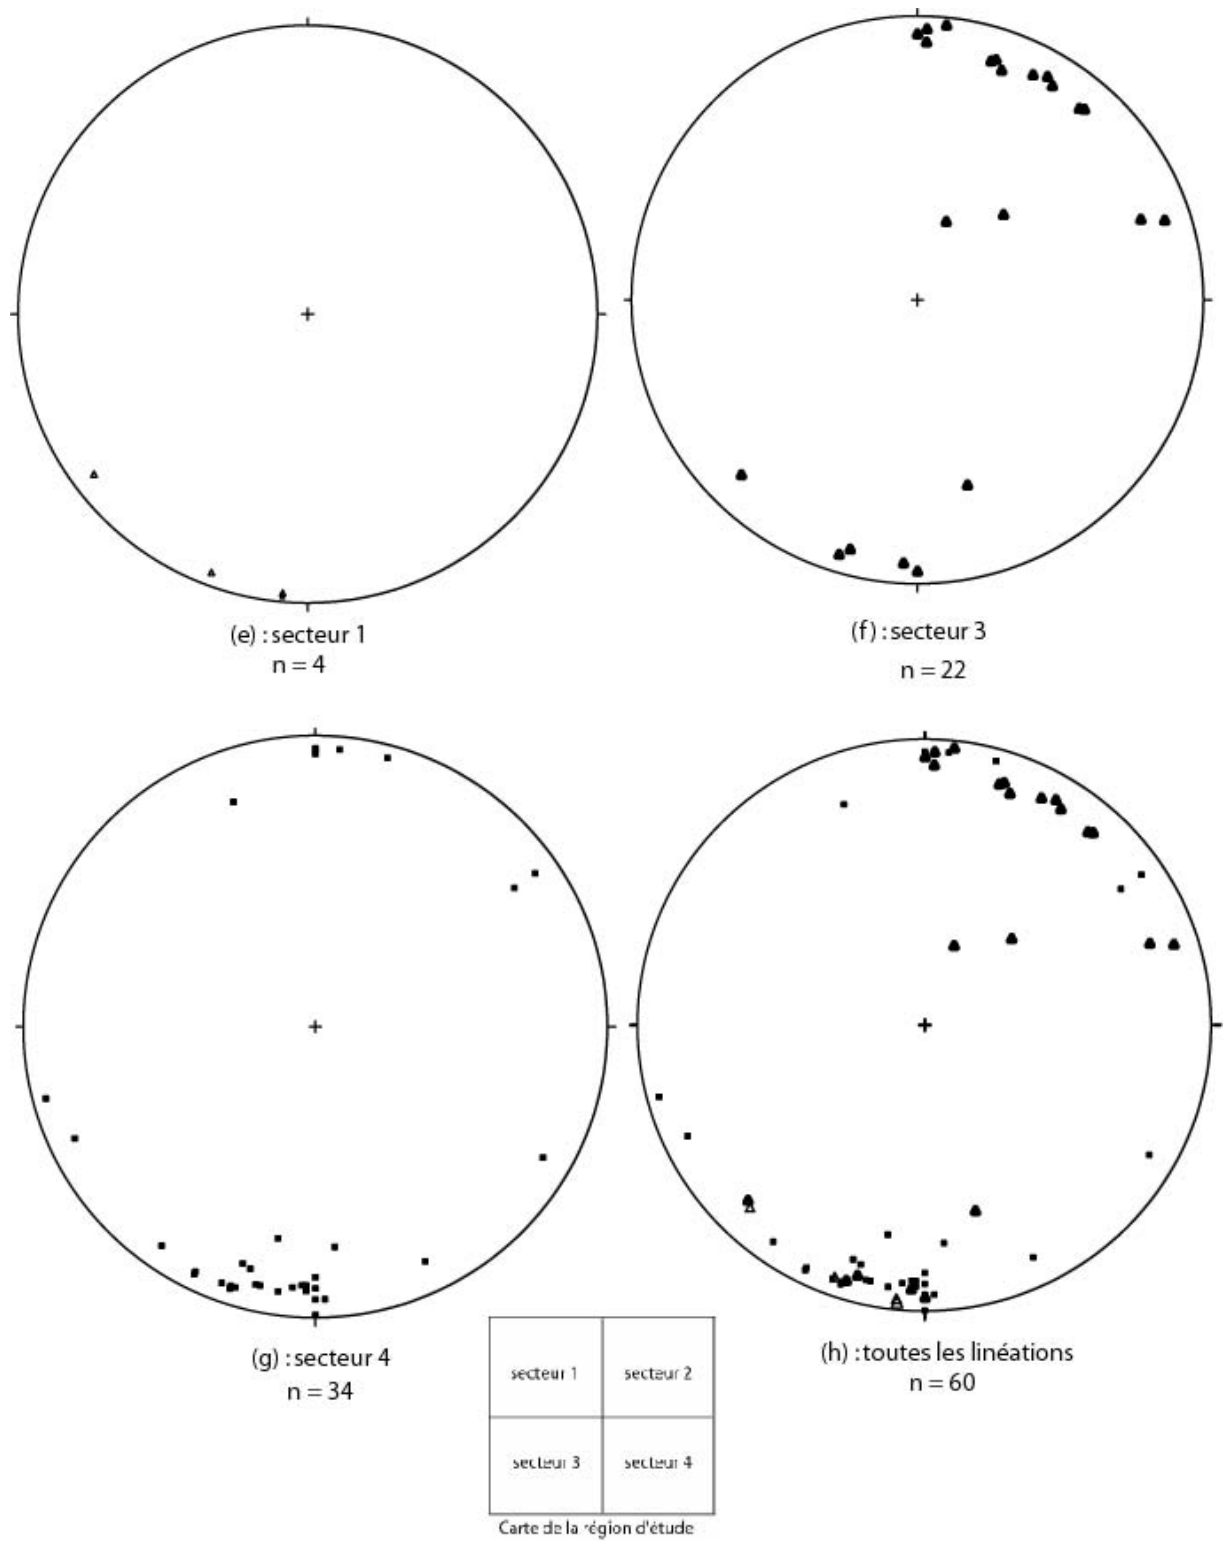 (e) : secteur 1
n = 4
(f) : secteur 3
n = 22
(g) : secteur 4
n = 34
(h) : toutes les linéations
n = 60
secteur 1
secteur 2
secteur 3
secteur 4
Carte de la région d'étude